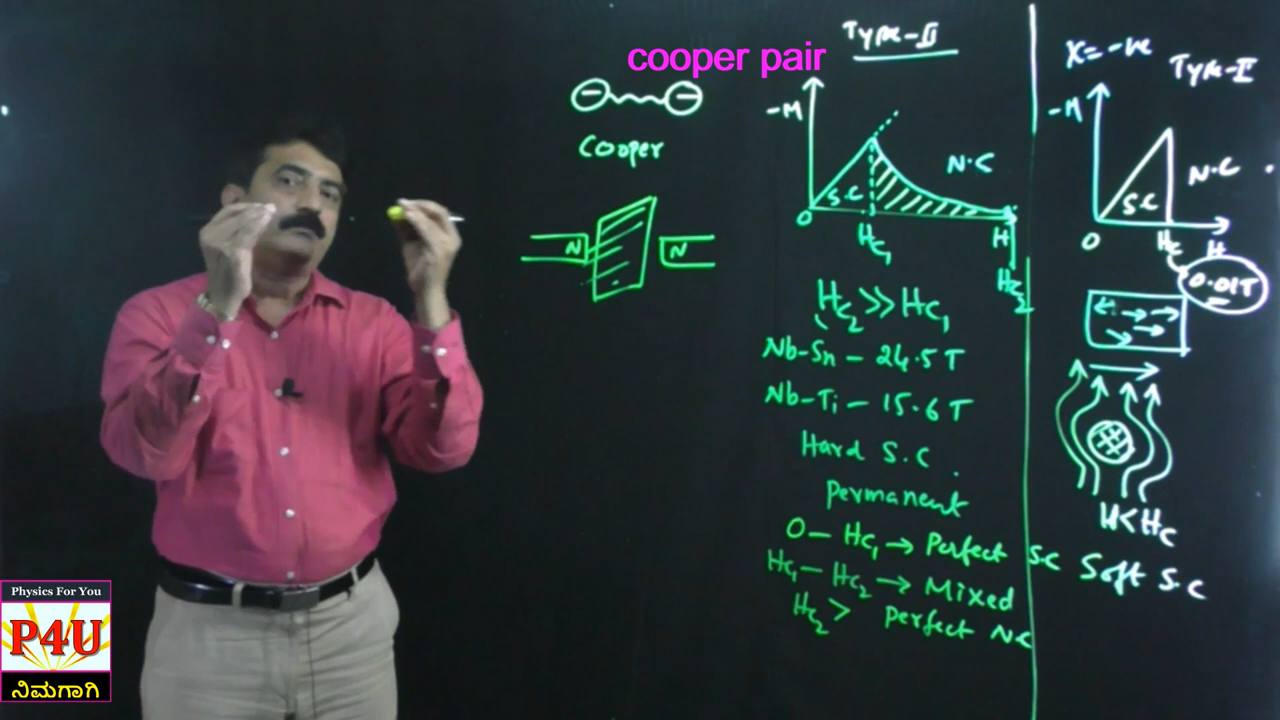 cooper pair
Cooper
N N
Type-II
-M
S.C
N.C
O
Hc1
H
Hc2
Hc2 >> Hc1
Nb-Sn - 24.5 T
Nb-Ti - 15.6 T
Hard S.C.
permanent
O - Hc1 → Perfect S.C
Hc1 - Hc2 → Mixed
Hc2 > perfect NC
X = -ve
Type-I
-M
S.C
N.C
O
Hc
H
0.01T
H < Hc
Soft S.C
Physics For You
P4U
ನಿಮಗಾಗಿ